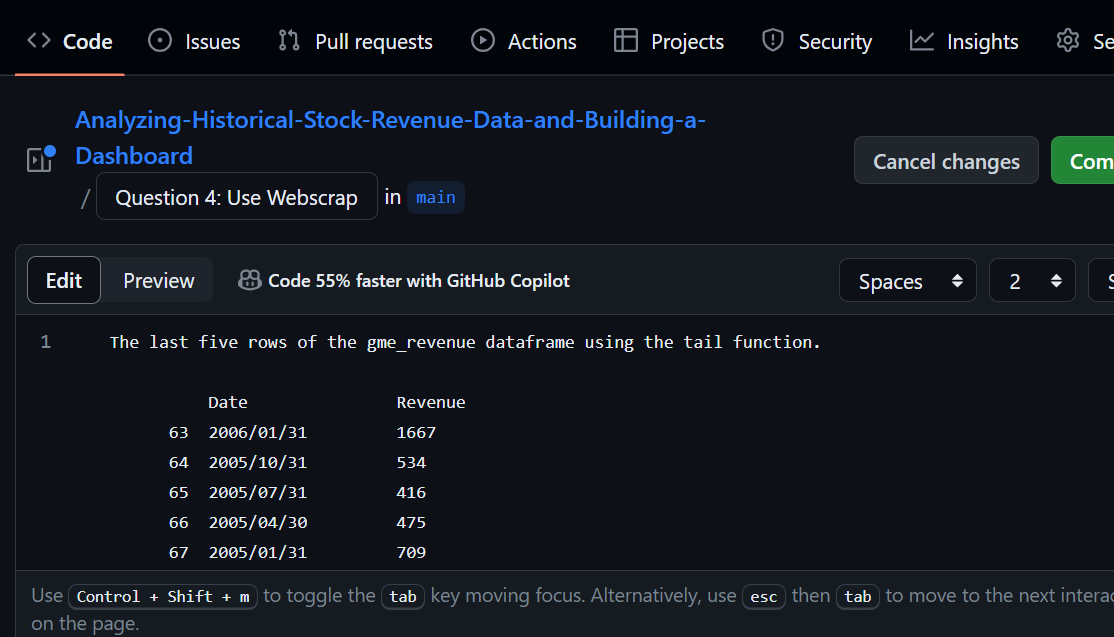 Code Issues Pull requests Actions Projects Security Insights
Analyzing-Historical-Stock-Revenue-Data-and-Building-a-
Dashboard
/ Question 4: Use Webscrap in main
Cancel changes
Edit Preview Code 55% faster with GitHub Copilot Spaces 2
1 The last five rows of the gme_revenue dataframe using the tail function.
Date Revenue
63 2006/01/31 1667
64 2005/10/31 534
65 2005/07/31 416
66 2005/04/30 475
67 2005/01/31 709
Use Control + Shift + m to toggle the tab key moving focus. Alternatively, use esc then tab to move to the next
on the page.